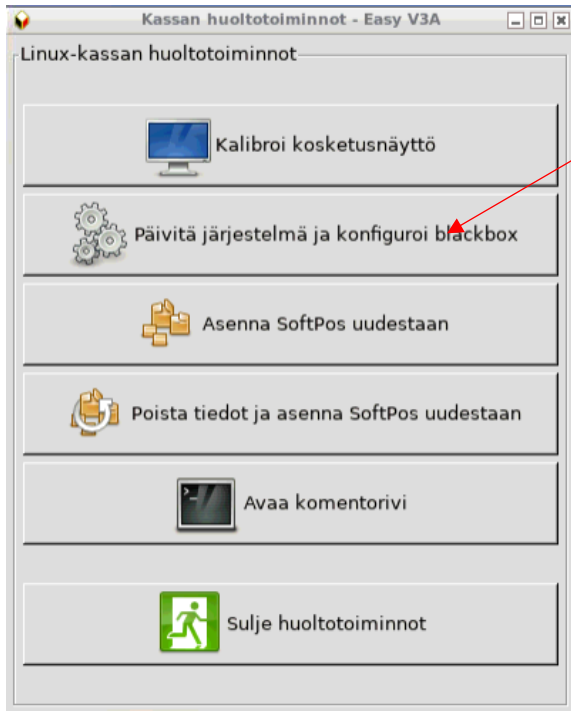 Kassan huoltotoiminnot - Easy V3A
Linux-kassan huoltotoiminnot
Kalibroi kosketusnäyttö
Päivitä järjestelmä ja konfiguroi blackbox
Asenna SoftPos uudestaan
Poista tiedot ja asenna SoftPos uudestaan
Avaa komentorivi
Sulje huoltotoiminnot